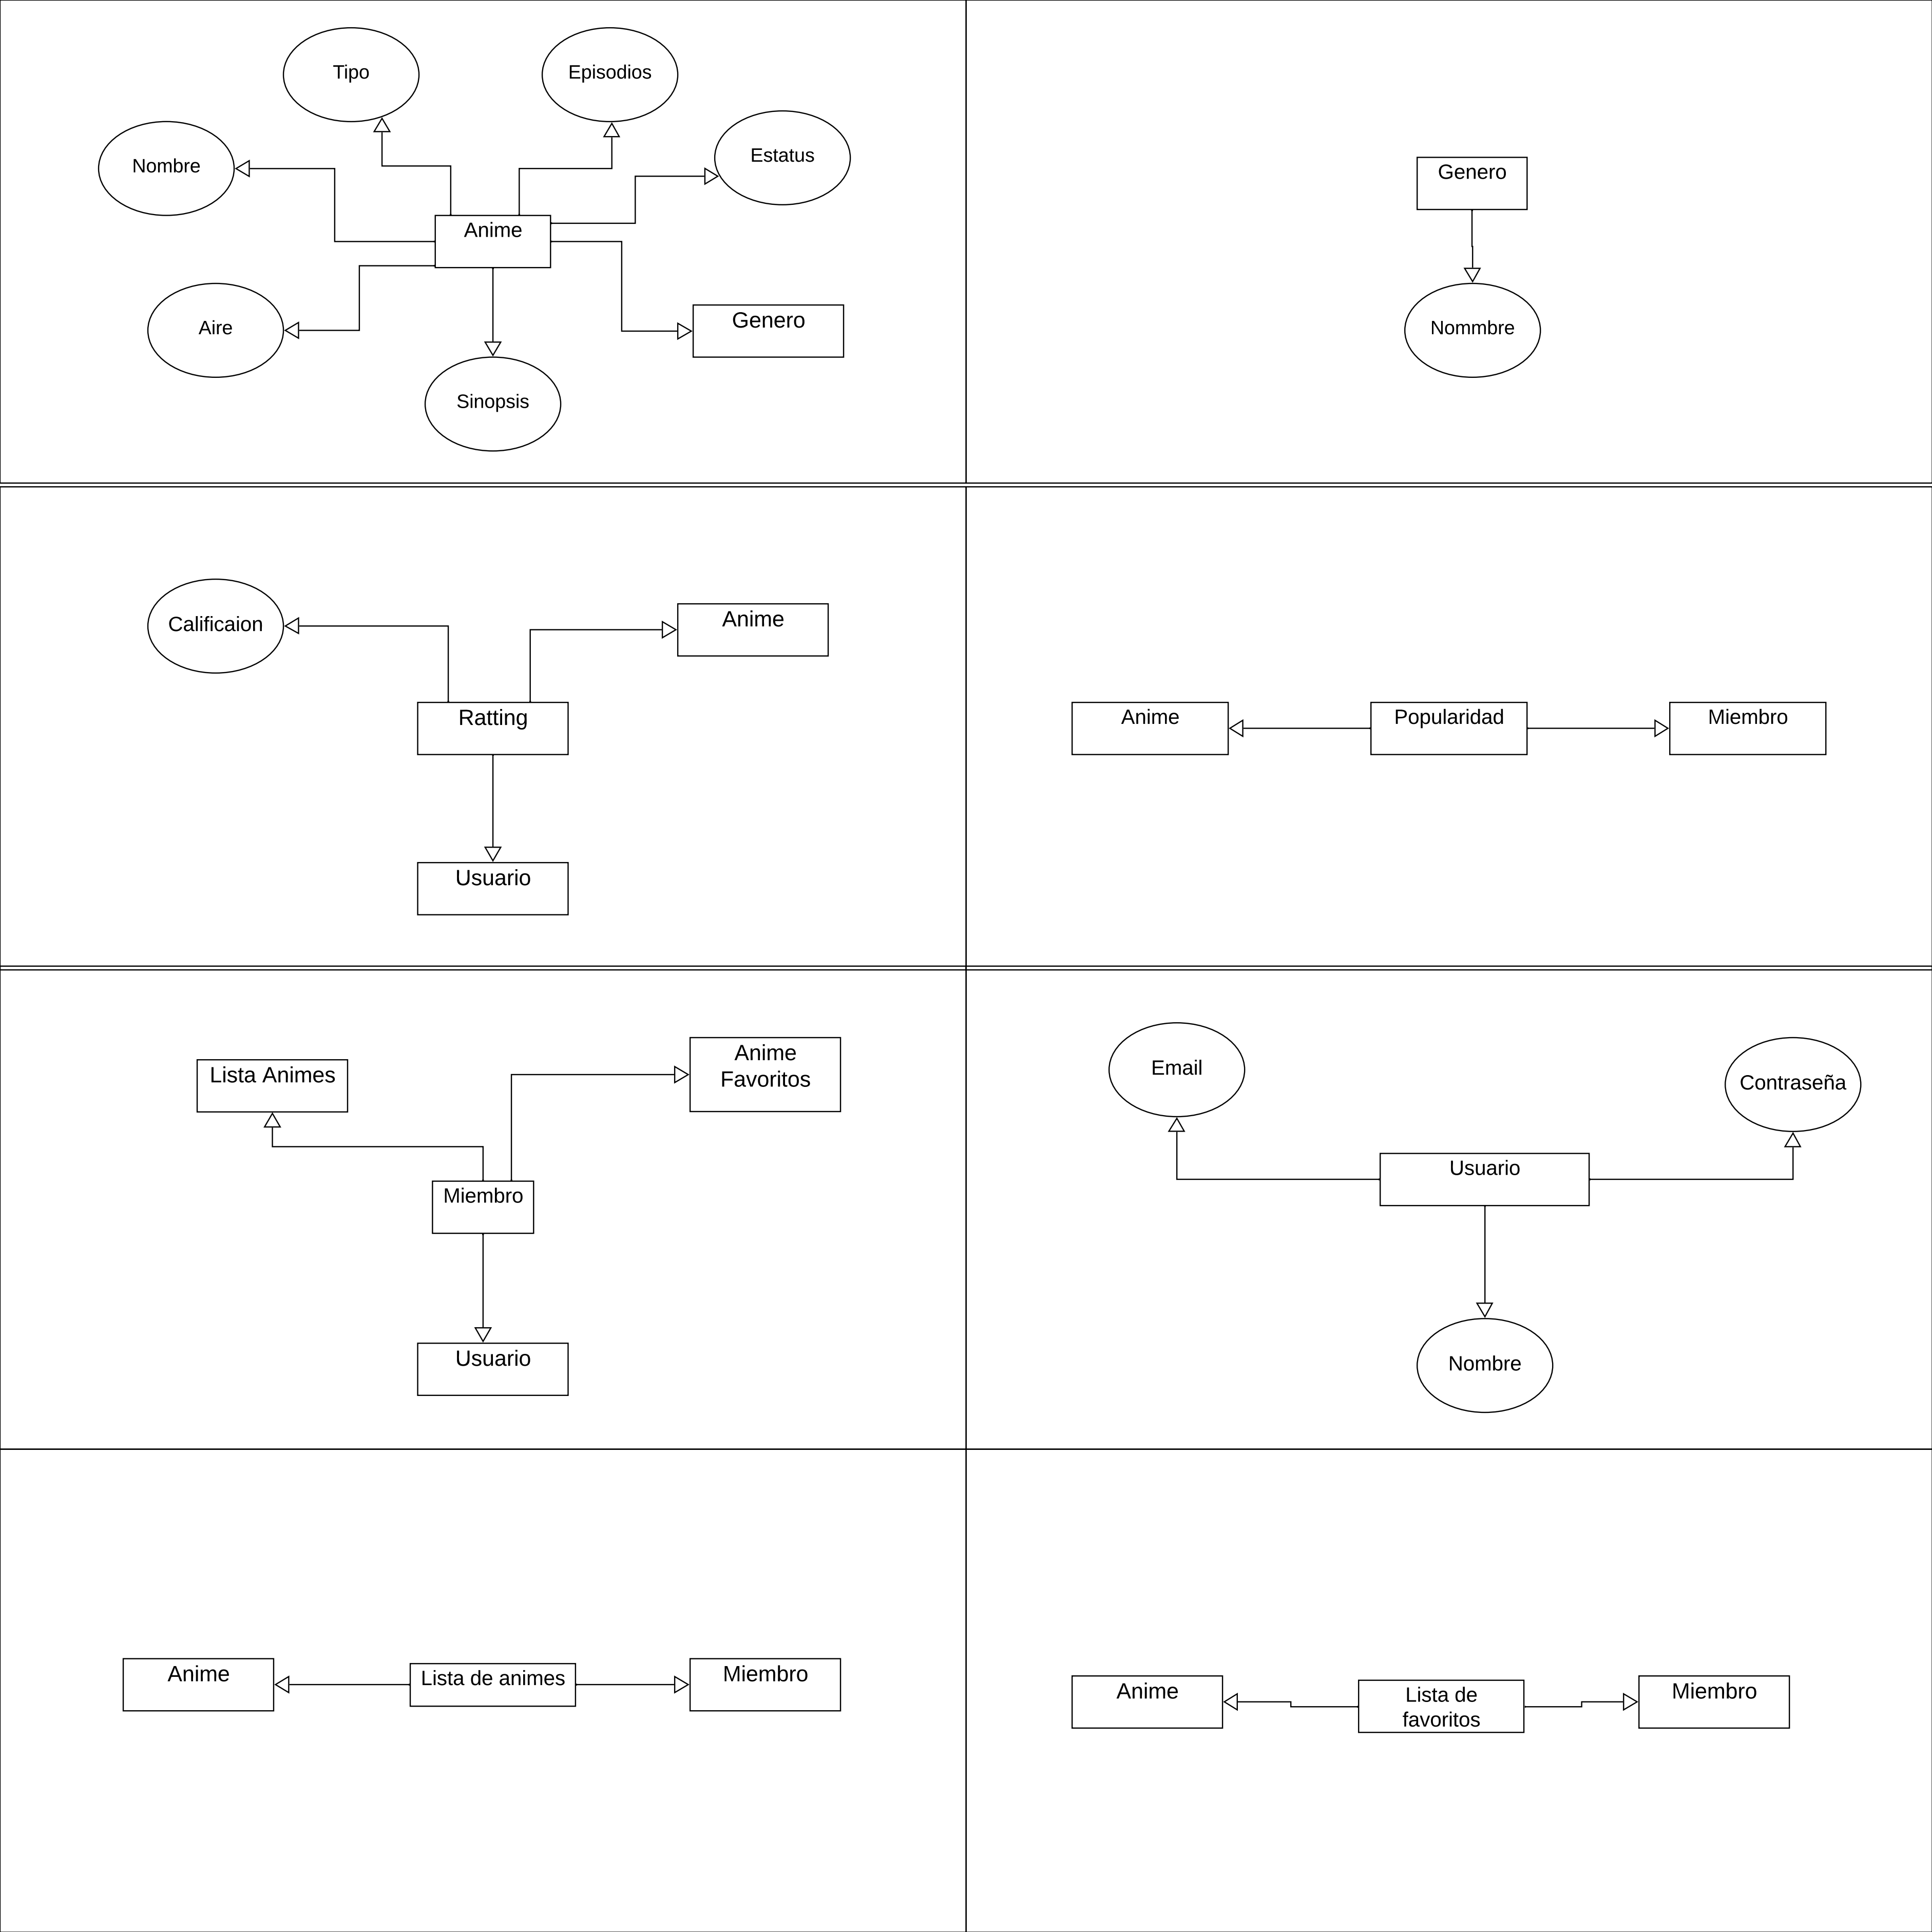 Tipo
Episodios
Nombre
Estatus
Anime
Aire
Genero
Sinopsis
Genero
Nommbre
Calificaion
Anime
Ratting
Usuario
Anime
Popularidad
Miembro
Lista Animes
Anime
Favoritos
Miembro
Usuario
Email
Contraseña
Usuario
Nombre
Anime
Lista de animes
Miembro
Anime
Lista de
favoritos
Miembro